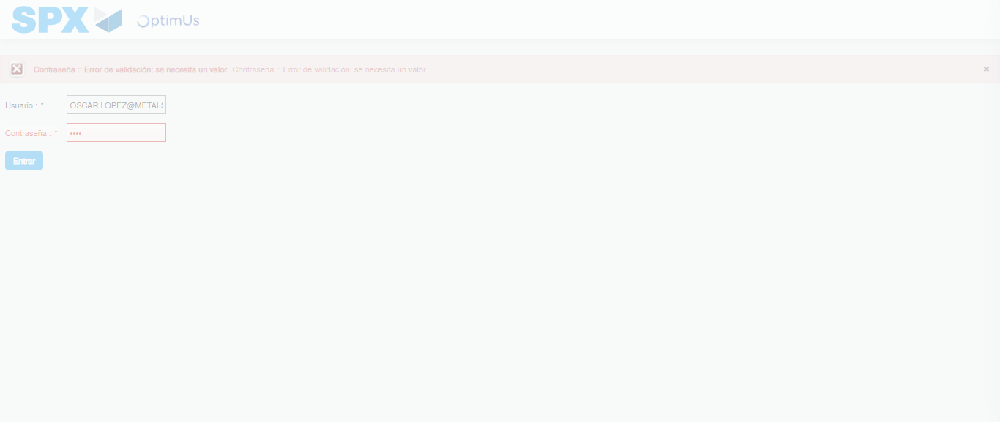 SPX OptimUs
Contraseña :: Error de validación: se necesita un valor. Contraseña :: Error de validación: se necesita un valor.
Usuario : * OSCAR.LOPEZ@METAL
Contraseña : * ••••
Entrar